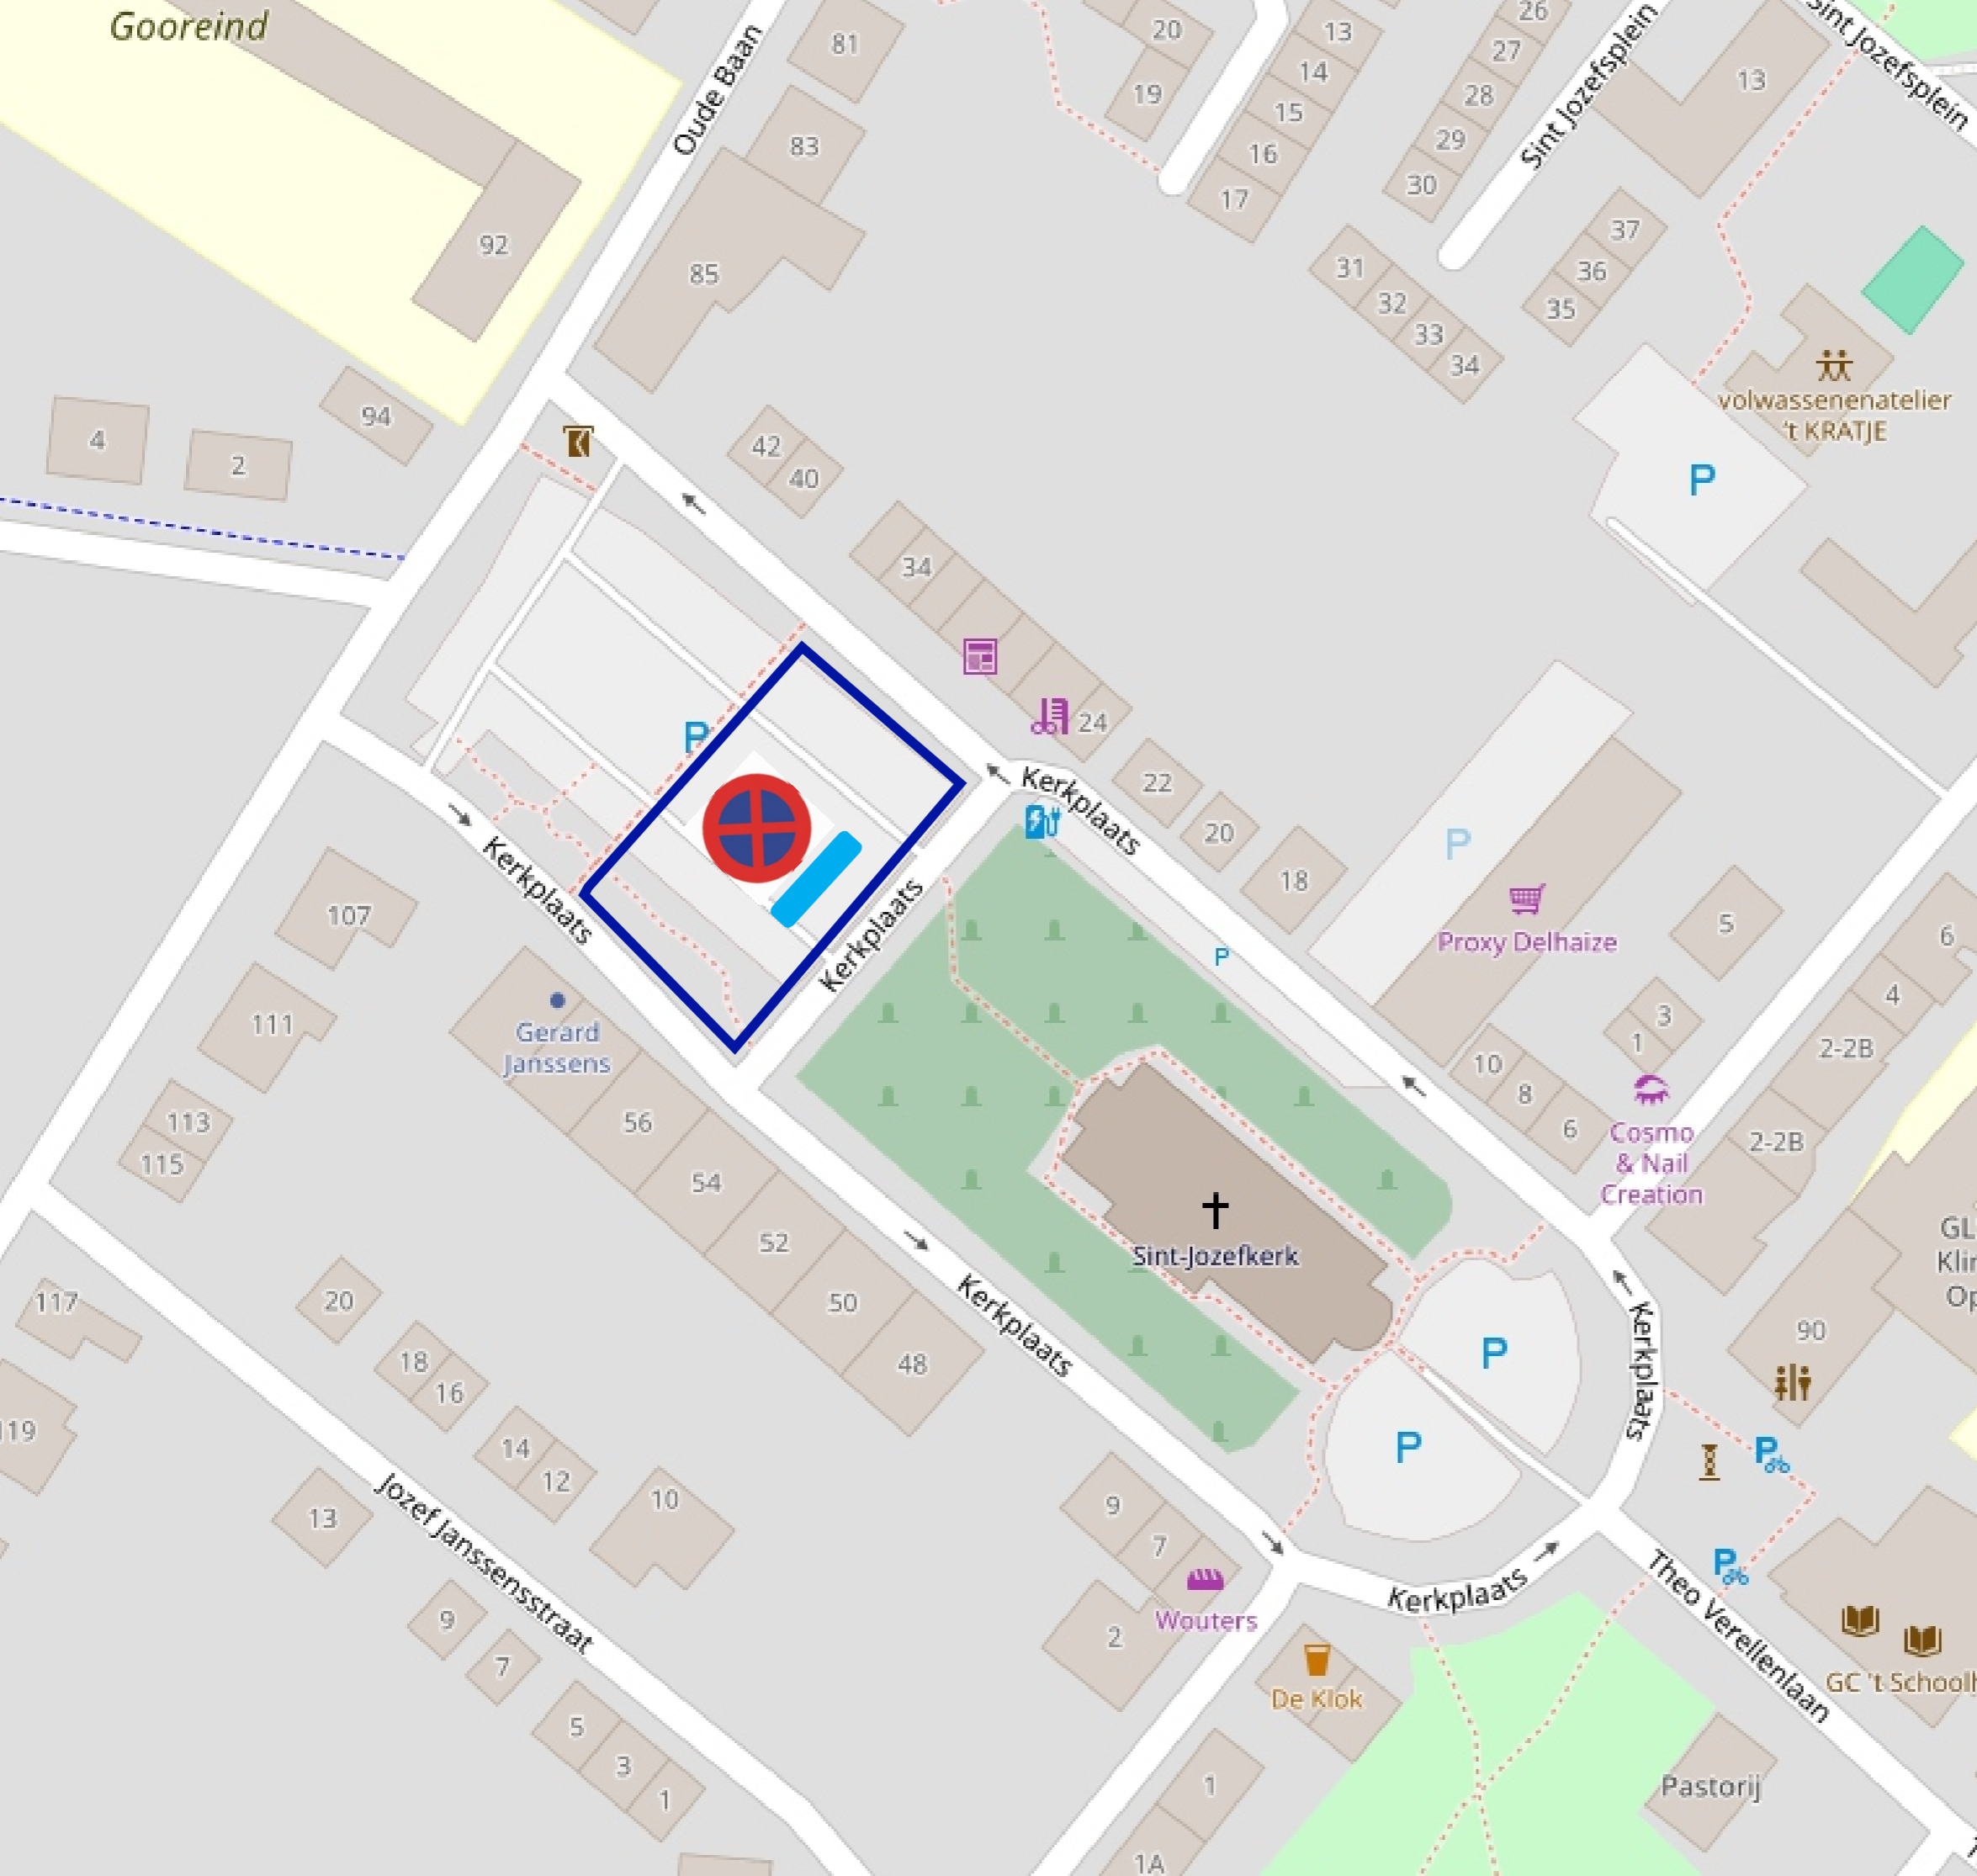 Gooreind
Oude Baan
81
83
85
92
94
4
2
20
19
13
14
15
16
17
26
27
28
29
30
Sint Jozefsplein
Sint Jozefsplein
13
37
36
35
31
32
33
34
volwassenenatelier
't KRATJE
P
42
40
34
24
P
Kerkplaats
22
20
18
P
Proxy Delhaize
5
6
4
2-2B
2-2B
3
1
Kerkplaats
Kerkplaats
P
107
111
113
115
Gerard
Janssens
56
54
52
50
48
10
8
6
Cosmo
& Nail
Creation
Sint-Jozefkerk
Kerkplaats
Kerkplaats
P
P
90
P
P
117
119
20
18
16
14
12
10
13
9
7
5
3
1
Jozef Janssensstraat
9
7
2
Wouters
Kerkplaats
Theo Verellenlaan
De Klok
GC 't Schoolh
Pastorij
1
1A
GL
Klin
Op